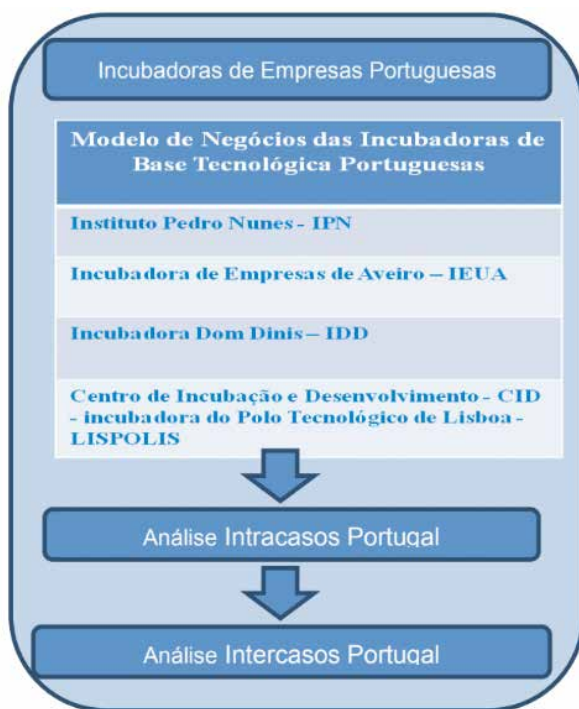 Incubadoras de Empresas Portuguesas
Modelo de Negócios das Incubadoras de
Base Tecnológica Portuguesas
Instituto Pedro Nunes - IPN
Incubadora de Empresas de Aveiro – IEUA
Incubadora Dom Dinis – IDD
Centro de Incubação e Desenvolvimento - CID
- incubadora do Polo Tecnológico de Lisboa -
LISPOLIS
Análise Intracasos Portugal
Análise Intercasos Portugal